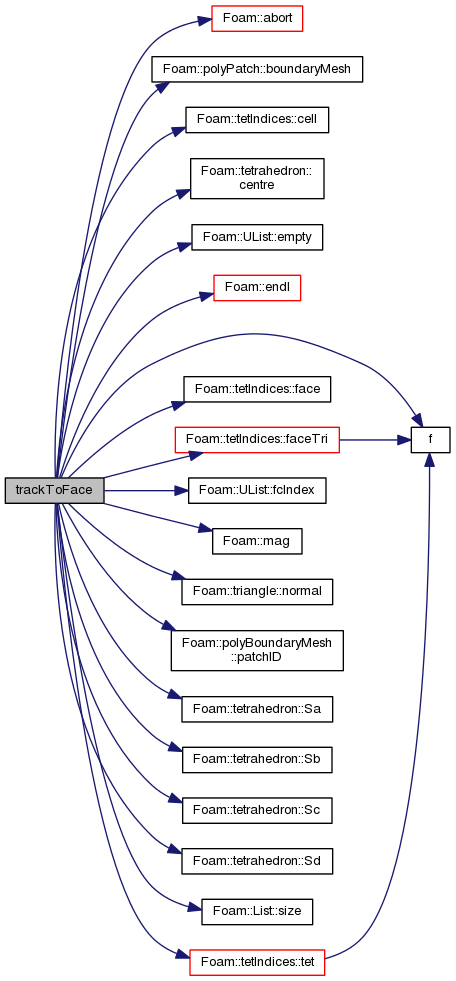 Foam::abort
Foam::polyPatch::boundaryMesh
Foam::tetIndices::cell
Foam::tetrahedron::
centre
Foam::UList::empty
Foam::endl
Foam::tetIndices::face
Foam::tetIndices::faceTri
f
trackToFace
Foam::UList::fcIndex
Foam::mag
Foam::triangle::normal
Foam::polyBoundaryMesh
::patchID
Foam::tetrahedron::Sa
Foam::tetrahedron::Sb
Foam::tetrahedron::Sc
Foam::tetrahedron::Sd
Foam::List::size
Foam::tetIndices::tet